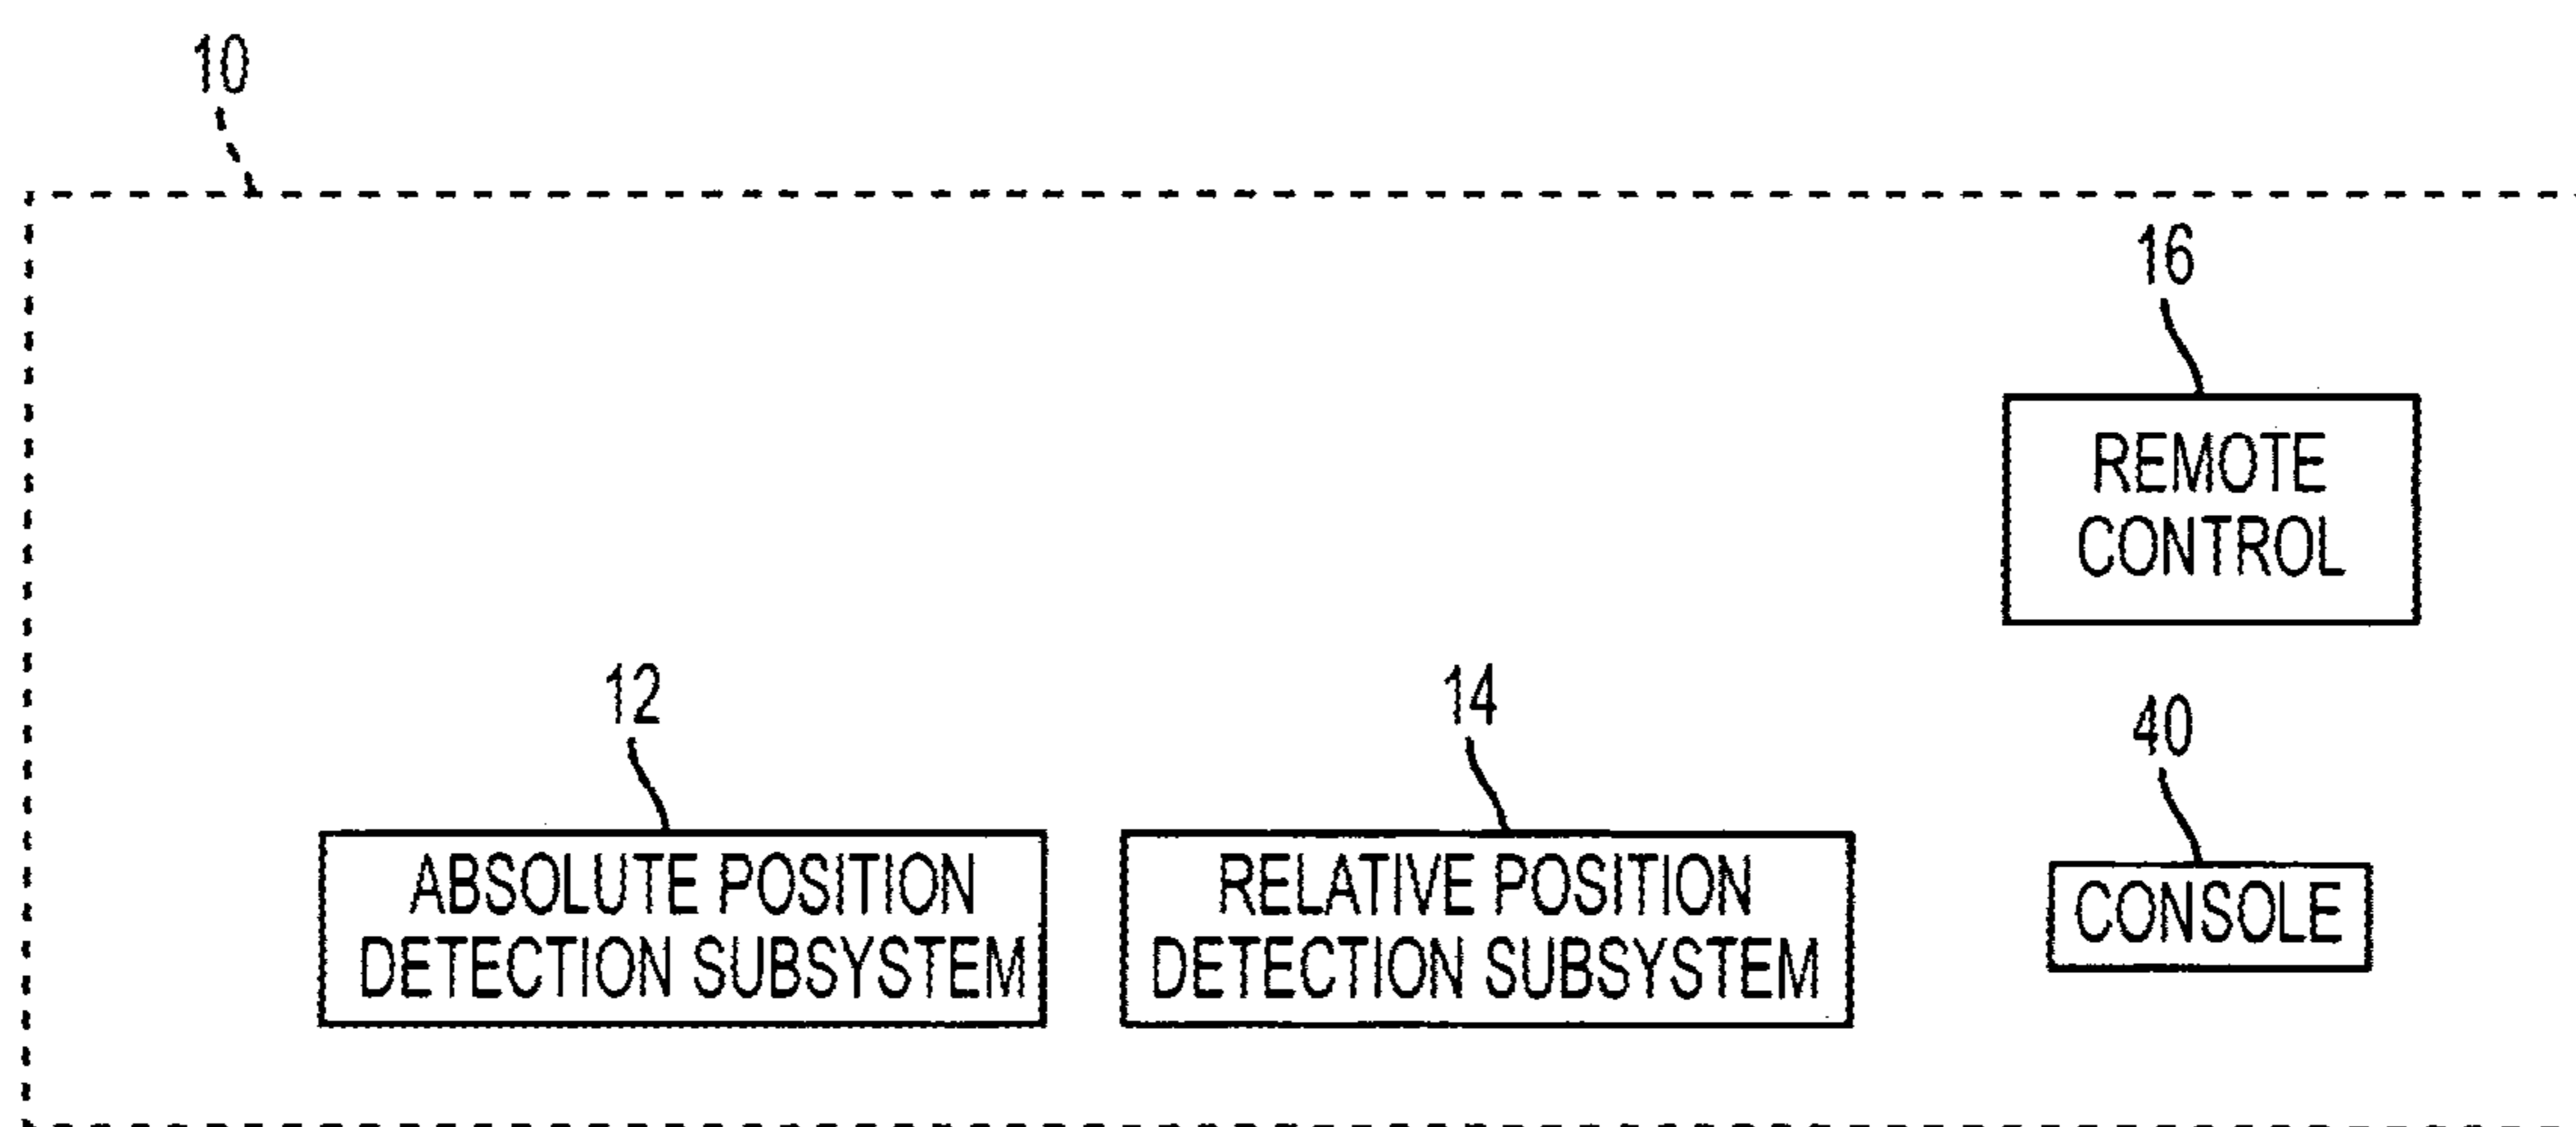 10
16
REMOTE
CONTROL
12
14
40
ABSOLUTE POSITION
DETECTION SUBSYSTEM
RELATIVE POSITION
DETECTION SUBSYSTEM
CONSOLE